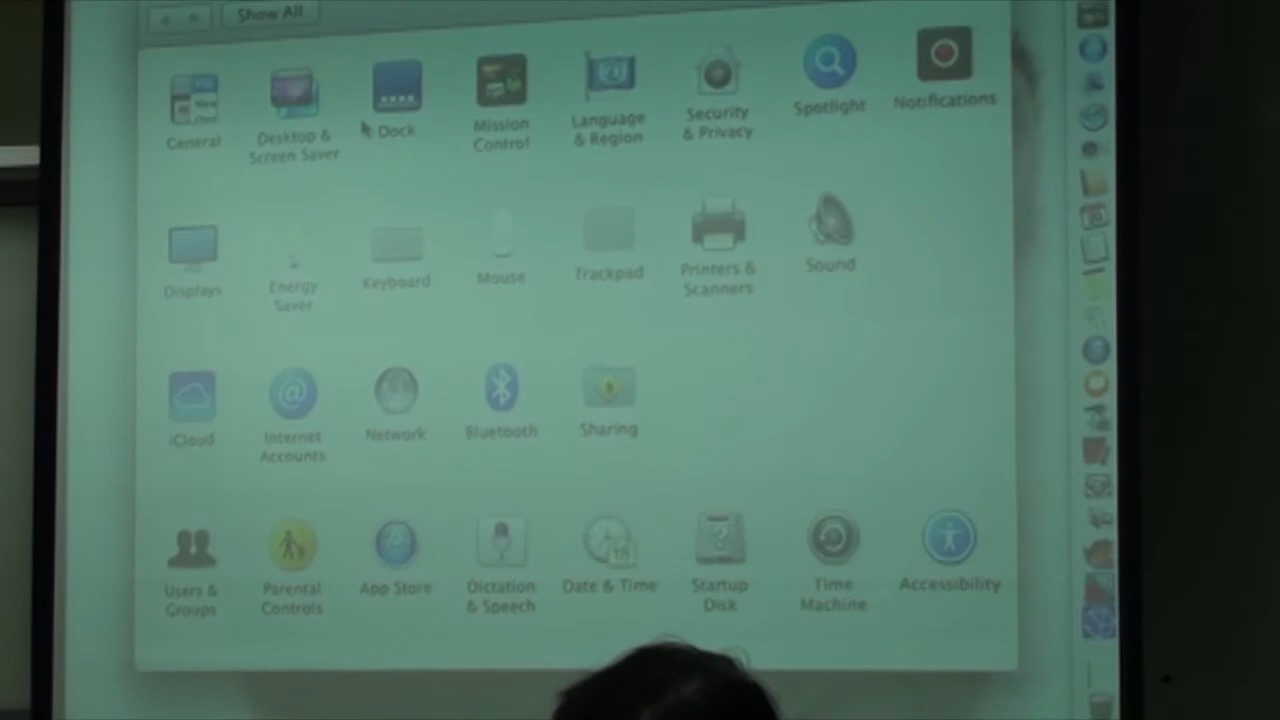 Show All
General
Desktop &
Screen Saver
Dock
Mission
Control
Language
& Region
Security
& Privacy
Spotlight
Notifications
Displays
Energy
Saver
Keyboard
Mouse
Trackpad
Printers &
Scanners
Sound
iCloud
Internet
Accounts
Network
Bluetooth
Sharing
Users &
Groups
Parental
Controls
App Store
Dictation
& Speech
Date & Time
Startup
Disk
Time
Machine
Accessibility